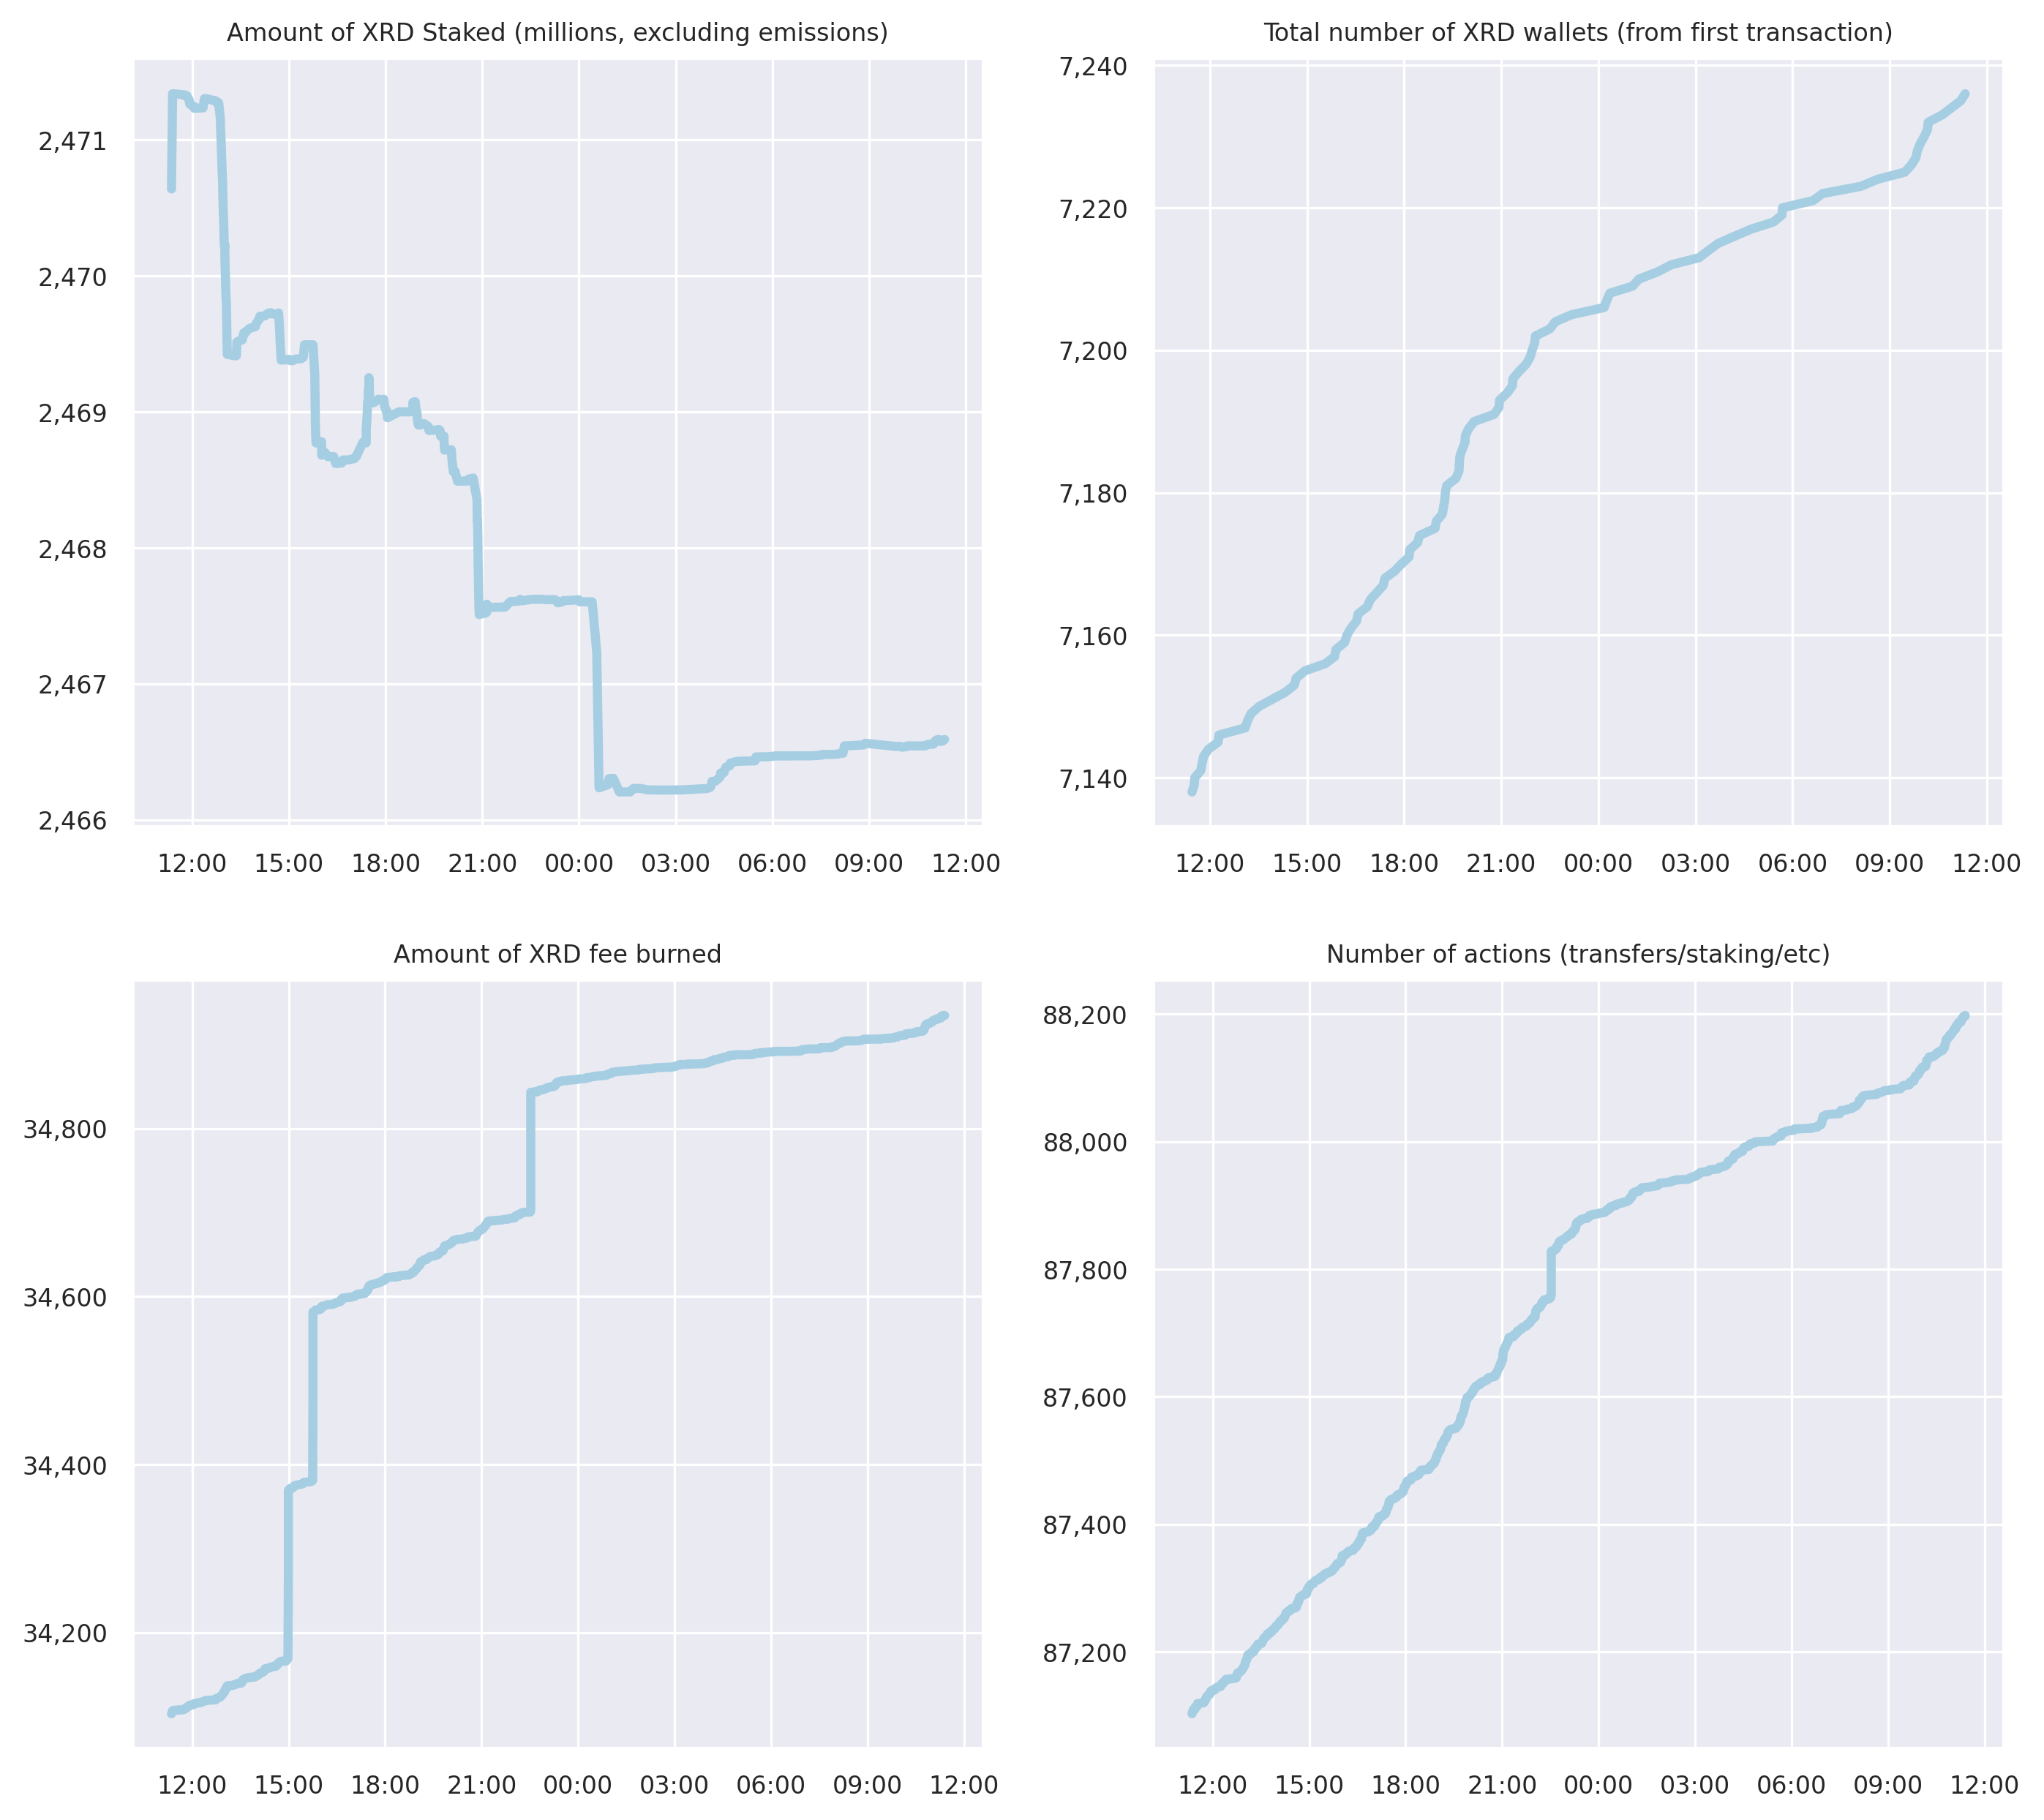 Amount of XRD Staked (millions, excluding emissions)
2,471
2,470
2,469
2,468
2,467
2,466
12:00 15:00 18:00 21:00 00:00 03:00 06:00 09:00 12:00
Total number of XRD wallets (from first transaction)
7,240
7,220
7,200
7,180
7,160
7,140
12:00 15:00 18:00 21:00 00:00 03:00 06:00 09:00 12:00
Amount of XRD fee burned
34,800
34,600
34,400
34,200
12:00 15:00 18:00 21:00 00:00 03:00 06:00 09:00 12:00
Number of actions (transfers/staking/etc)
88,200
88,000
87,800
87,600
87,400
87,200
12:00 15:00 18:00 21:00 00:00 03:00 06:00 09:00 12:00